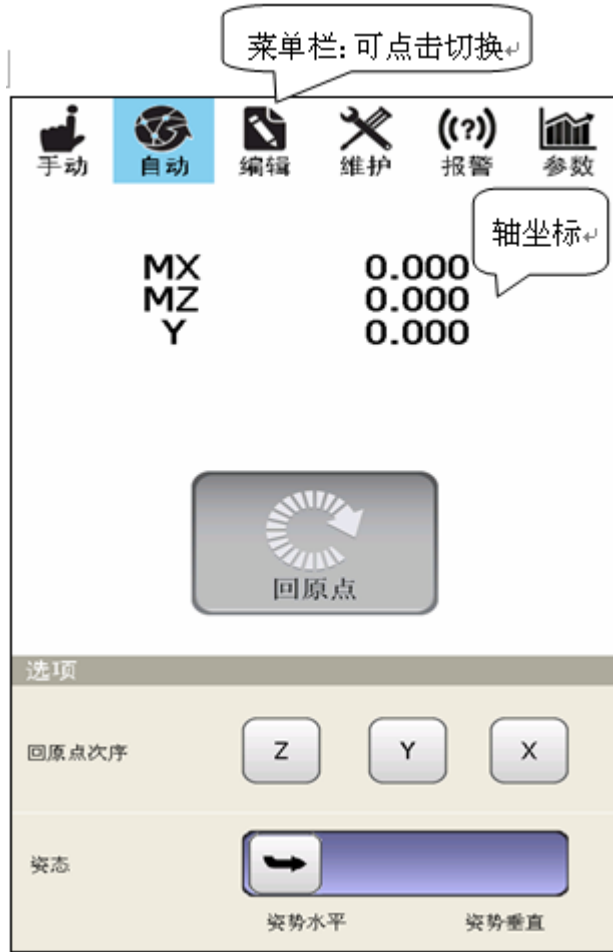 菜单栏：可点击切换
手动 自动 编辑 维护 报警 参数
轴坐标
MX 0.000
MZ 0.000
Y 0.000
回原点
选项
回原点次序 Z Y X
姿态
姿势水平 姿势垂直